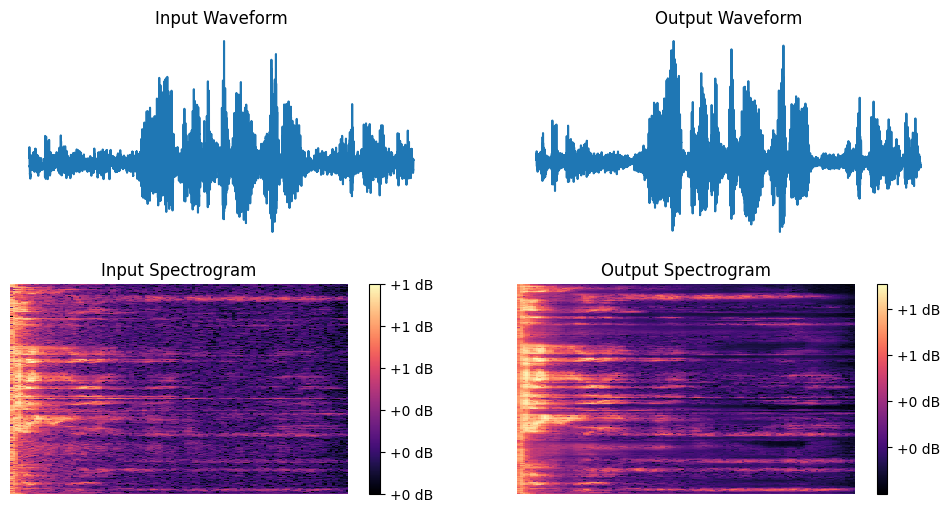 Input Waveform
Output Waveform
Input Spectrogram
Output Spectrogram
+1 dB
+1 dB
+1 dB
+0 dB
+0 dB
+0 dB
+1 dB
+1 dB
+0 dB
+0 dB